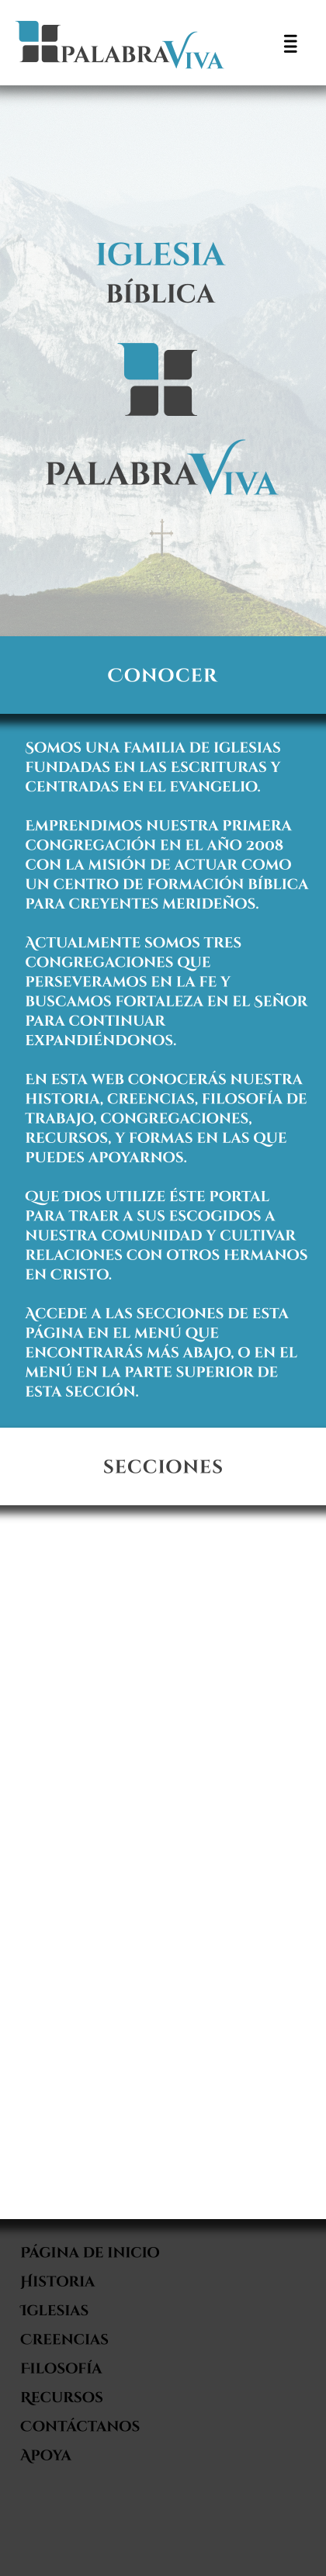 PALABRAVIVA
IGLESIA
BÍBLICA
PALABRAVIVA
Conocer
Somos una familia de iglesias
fundadas en las Escrituras y
centradas en el evangelio.
Emprendimos nuestra primera
congregación en el año 2008
con la misión de actuar como
un centro de formación bíblica
para creyentes merideños.
Actualmente somos tres
congregaciones que
perseveramos en la fe y
buscamos fortaleza en el Señor
para continuar
expandiéndonos.
En esta web conocerás nuestra
historia, creencias, filosofía de
trabajo, congregaciones,
recursos, y formas en las que
puedes apoyarnos.
Que Dios utilize éste portal
para traer a sus escogidos a
nuestra comunidad y cultivar
relaciones con otros hermanos
en Cristo.
Accede a las secciones de esta
página en el menú que
encontrarás más abajo, o en el
menú en la parte superior de
esta sección.
secciones
Página de inicio
Historia
Iglesias
Creencias
Filosofía
Recursos
Contáctanos
Apoya